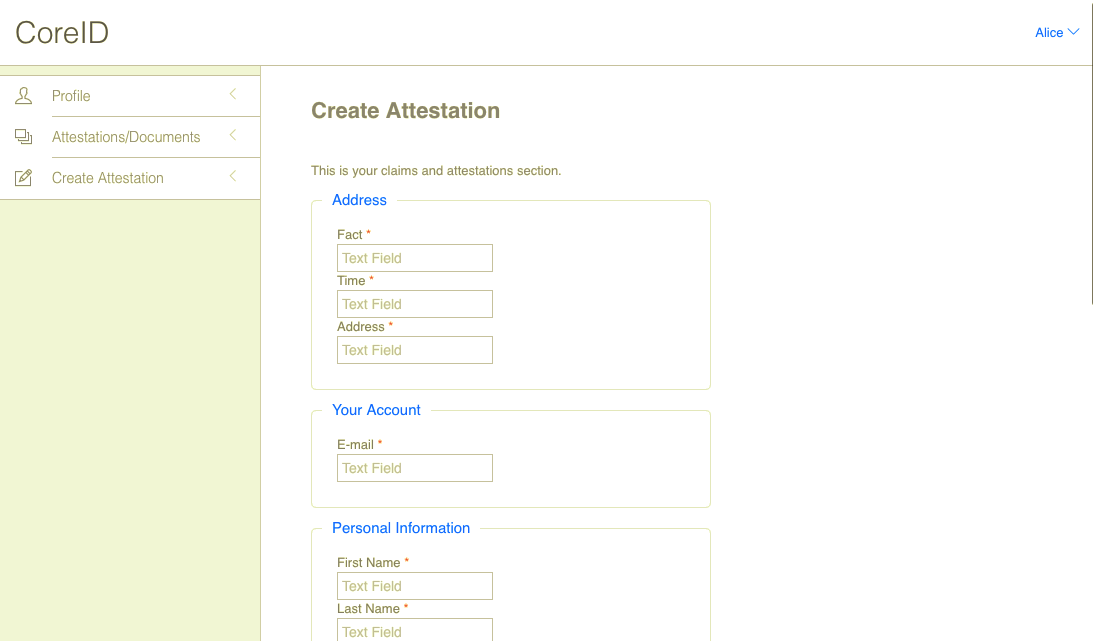 CoreID
Alice
Profile
Attestations/Documents
Create Attestation
Create Attestation
This is your claims and attestations section.
Address
Fact *
Text Field
Time *
Text Field
Address *
Text Field
Your Account
E-mail *
Text Field
Personal Information
First Name *
Text Field
Last Name *
Text Field